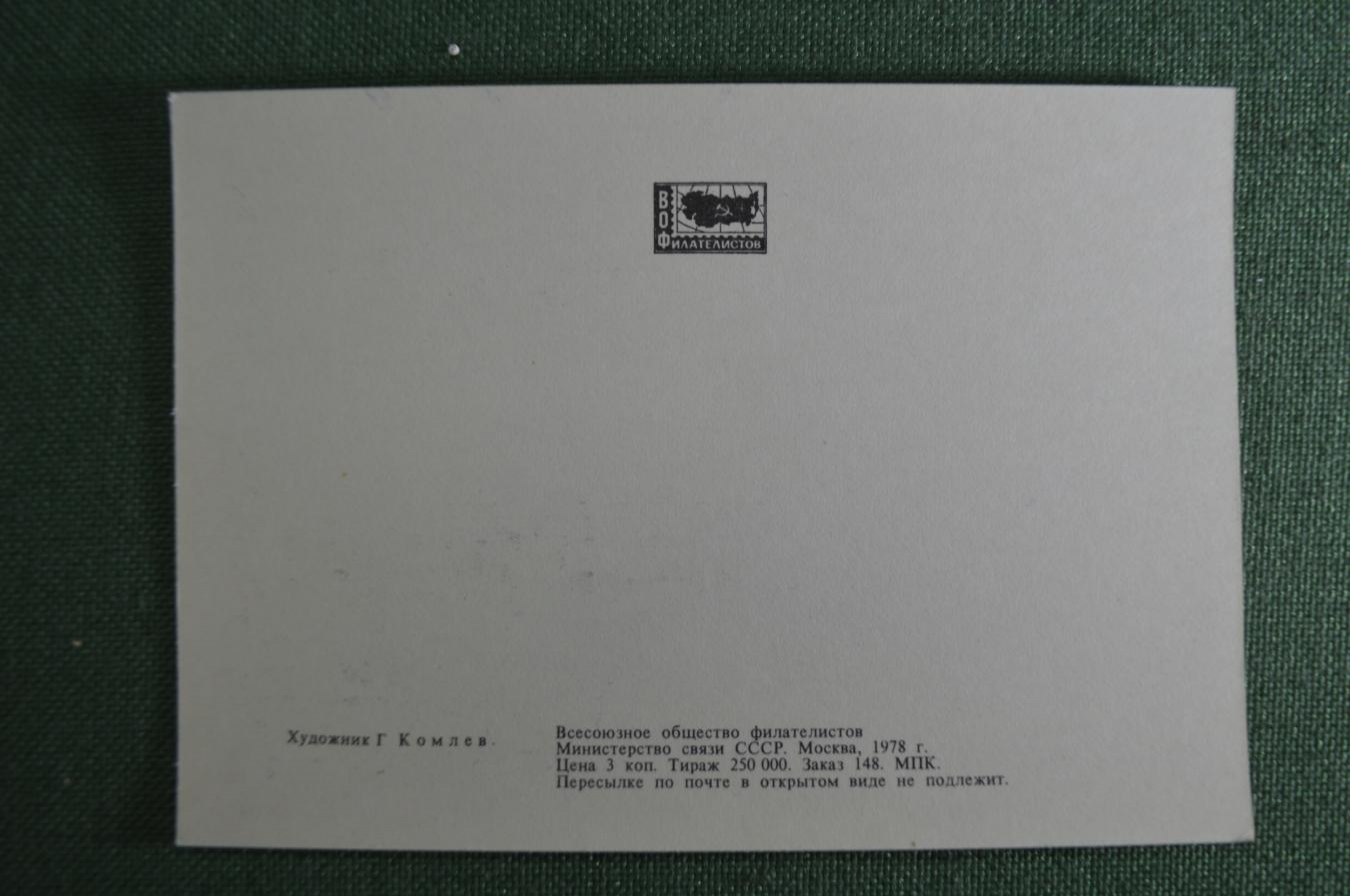 В
О
ФИЛАТЕЛИСТОВ
Художник Г Комлев.
Всесоюзное общество филателистов
Министерство связи СССР. Москва, 1978 г.
Цена 3 коп. Тираж 250 000. Заказ 148. МПК.
Пересылке по почте в открытом виде не подлежит.